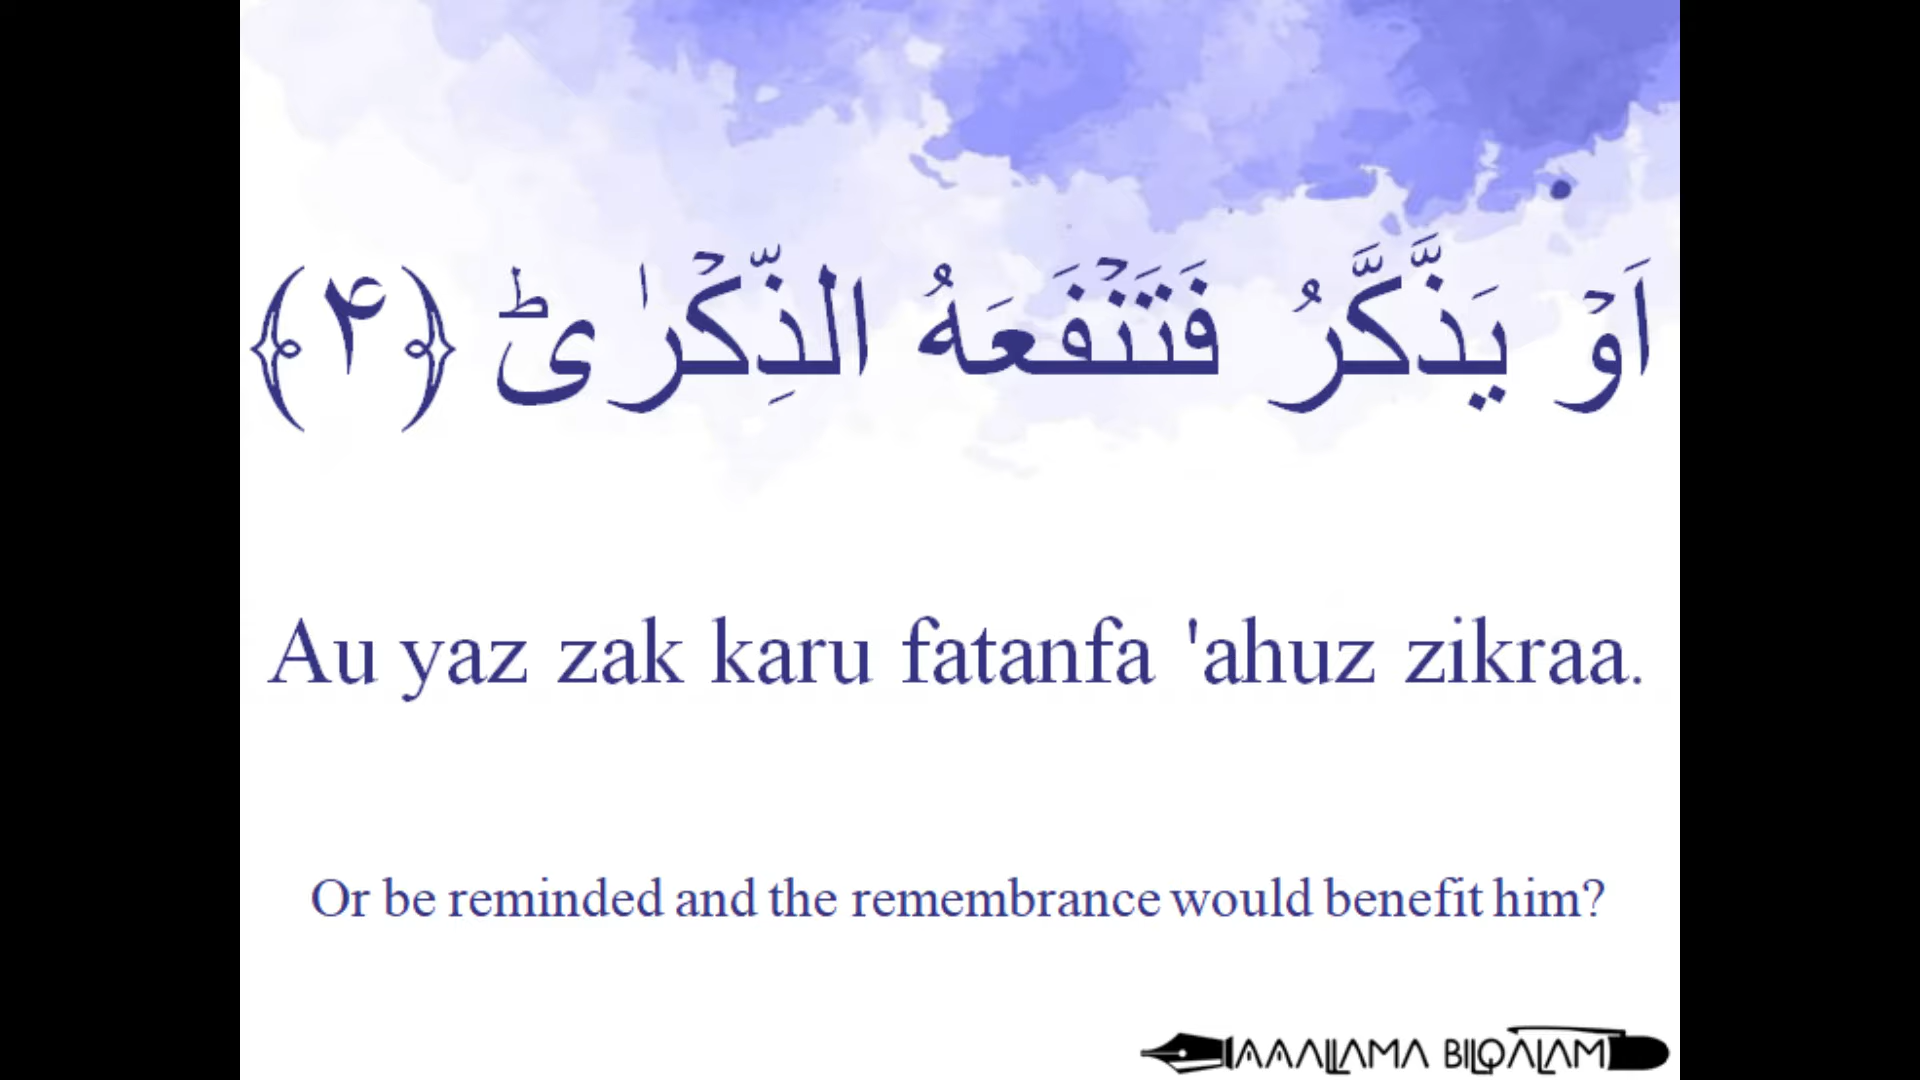 اَوۡ يَذَّكَّرُ فَتَنۡفَعَهُ الذِّكۡرٰىؕ ﴿۴﴾
Au yaz zak karu fatanfa 'ahuz zikraa.
Or be reminded and the remembrance would benefit him?
AAALLAMA BILQALAM